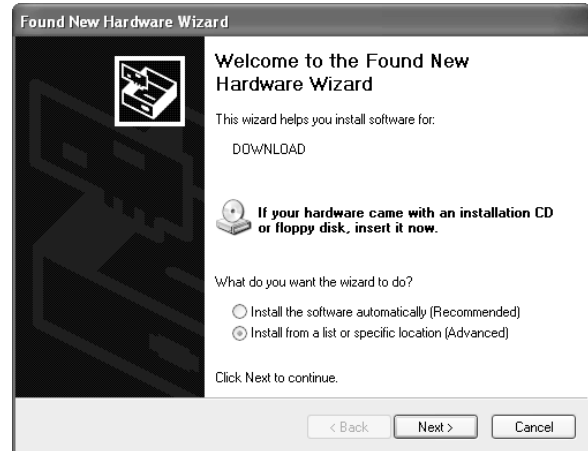 Found New Hardware Wizard
Welcome to the Found New
Hardware Wizard
This wizard helps you install software for:
DOWNLOAD
If your hardware came with an installation CD
or floppy disk, insert it now.
What do you want the wizard to do?
Install the software automatically (Recommended)
Install from a list or specific location (Advanced)
Click Next to continue.
< Back
Next >
Cancel